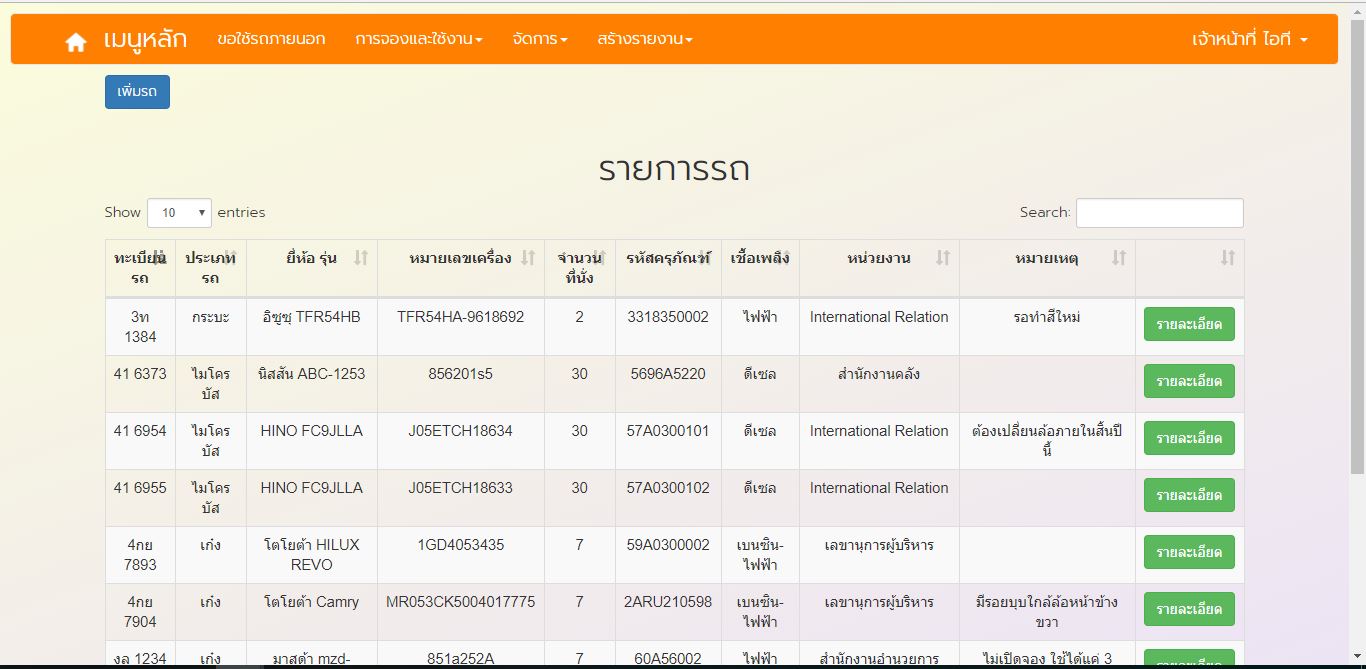 เมนูหลัก ขอใช้รถภายนอก การจองและใช้งาน จัดการ สร้างรายงาน เจ้าหน้าที่ ไอที
เพิ่มรถ
รายการรถ
Show 10 entries Search:
ทะเบียน ประเภท ยี่ห้อ รุ่น หมายเลขเครื่อง จำนวน รหัสครุภัณฑ์ เชื้อเพลิง หน่วยงาน หมายเหตุ
รถ รถ ที่นั่ง
3ท กระบะ อิซูซุ TFR54HB TFR54HA-9618692 2 3318350002 ไฟฟ้า International Relation รอทำสีใหม่ รายละเอียด
1384
41 6373 ไมโคร นิสสัน ABC-1253 856201s5 30 5696A5220 ดีเซล สำนักงานคลัง รายละเอียด
บัส
41 6954 ไมโคร HINO FC9JLLA J05ETCH18634 30 57A0300101 ดีเซล International Relation ต้องเปลี่ยนล้อภายในสิ้นปี รายละเอียด
บัส นี้
41 6955 ไมโคร HINO FC9JLLA J05ETCH18633 30 57A0300102 ดีเซล International Relation รายละเอียด
บัส
4กย เก๋ง โตโยต้า HILUX 1GD4053435 7 59A0300002 เบนซิน- เลขานุการผู้บริหาร รายละเอียด
7893 REVO ไฟฟ้า
4กย เก๋ง โตโยต้า Camry MR053CK5004017775 7 2ARU210598 เบนซิน- เลขานุการผู้บริหาร มีรอยบุบใกล้ล้อหน้าข้าง รายละเอียด
7904 ไฟฟ้า ขวา
งล 1234 เก๋ง มาสด้า mzd- 851a252A 7 60A56002 ไฟฟ้า สำนักงานอำนวยการ ไม่เปิดจอง ใช้ได้แค่ 3 รายละเอียด